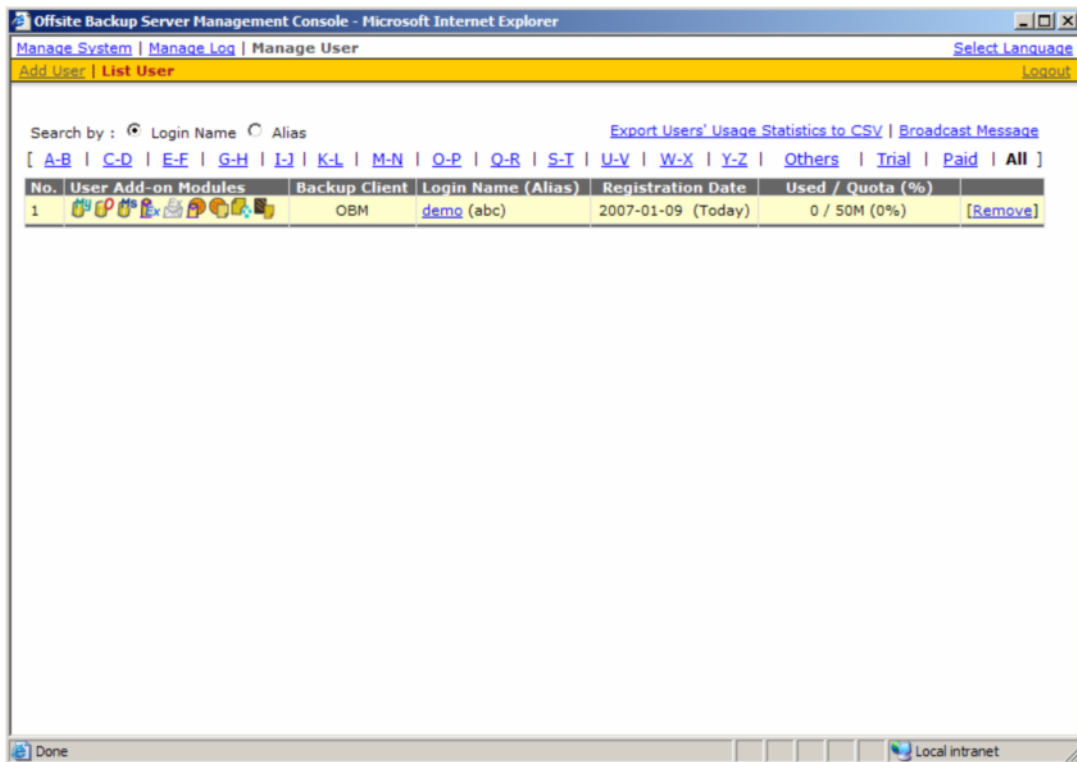 Offsite Backup Server Management Console - Microsoft Internet Explorer
Manage System | Manage Log | Manage User Select Language
Add User | List User Logout
Search by : Login Name Alias Export Users' Usage Statistics to CSV | Broadcast Message
[ A-B | C-D | E-F | G-H | I-J | K-L | M-N | O-P | Q-R | S-T | U-V | W-X | Y-Z | Others | Trial | Paid | All ]
No. User Add-on Modules Backup Client Login Name (Alias) Registration Date Used / Quota (%)
1 OBM demo (abc) 2007-01-09 (Today) 0 / 50M (0%) [Remove]
Done Local intranet